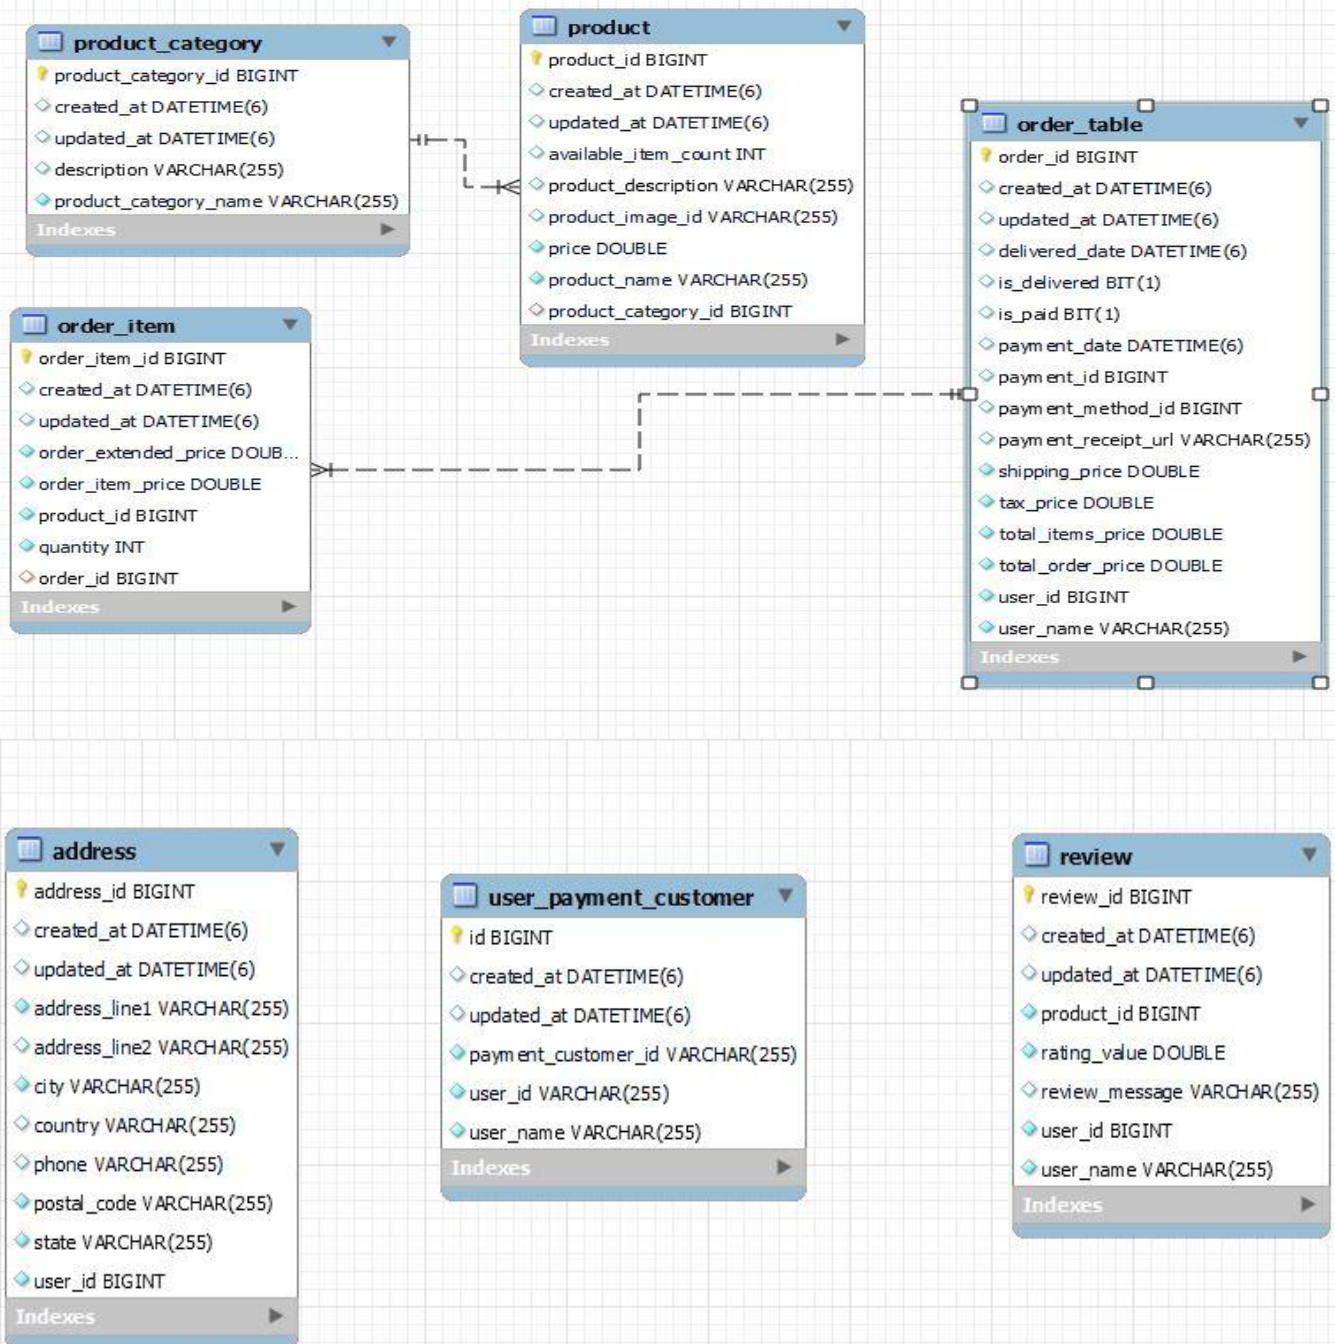 product_category
product_category_id BIGINT
created_at DATETIME(6)
updated_at DATETIME(6)
description VARCHAR(255)
product_category_name VARCHAR(255)
Indexes
product
product_id BIGINT
created_at DATETIME(6)
updated_at DATETIME(6)
available_item_count INT
product_description VARCHAR(255)
product_image_id VARCHAR(255)
price DOUBLE
product_name VARCHAR(255)
product_category_id BIGINT
Indexes
order_table
order_id BIGINT
created_at DATETIME(6)
updated_at DATETIME(6)
delivered_date DATETIME(6)
is_delivered BIT(1)
is_paid BIT(1)
payment_date DATETIME(6)
payment_id BIGINT
payment_method_id BIGINT
payment_receipt_url VARCHAR(255)
shipping_price DOUBLE
tax_price DOUBLE
total_items_price DOUBLE
total_order_price DOUBLE
user_id BIGINT
user_name VARCHAR(255)
Indexes
order_item
order_item_id BIGINT
created_at DATETIME(6)
updated_at DATETIME(6)
order_extended_price DOUB...
order_item_price DOUBLE
product_id BIGINT
quantity INT
order_id BIGINT
Indexes
address
address_id BIGINT
created_at DATETIME(6)
updated_at DATETIME(6)
address_line1 VARCHAR(255)
address_line2 VARCHAR(255)
city VARCHAR(255)
country VARCHAR(255)
phone VARCHAR(255)
postal_code VARCHAR(255)
state VARCHAR(255)
user_id BIGINT
Indexes
user_payment_customer
id BIGINT
created_at DATETIME(6)
updated_at DATETIME(6)
payment_customer_id VARCHAR(255)
user_id VARCHAR(255)
user_name VARCHAR(255)
Indexes
review
review_id BIGINT
created_at DATETIME(6)
updated_at DATETIME(6)
product_id BIGINT
rating_value DOUBLE
review_message VARCHAR(255)
user_id BIGINT
user_name VARCHAR(255)
Indexes